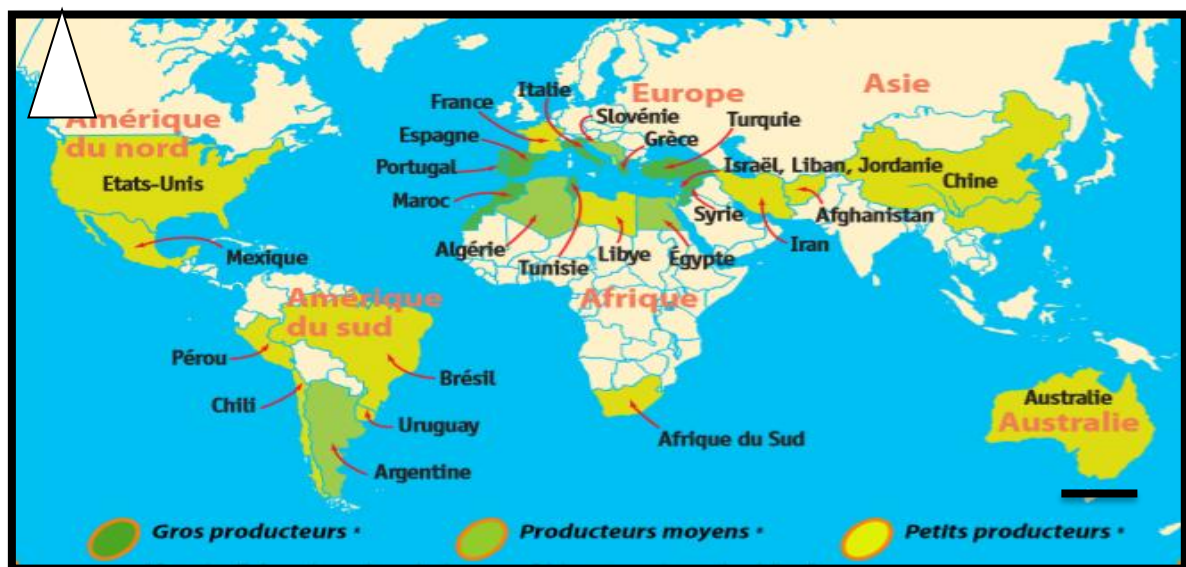 Amérique
du nord
Etats-Unis
Mexique
Italie
France
Espagne
Portugal
Maroc
Europe
Slovénie
Grèce
Turquie
Asie
Israël, Liban, Jordanie
Chine
Syrie
Afghanistan
Iran
Algérie
Tunisie
Libye
Égypte
Afrique
Amérique
du sud
Pérou
Brésil
Chili
Uruguay
Argentine
Afrique du Sud
Australie
Australie
Gros producteurs *
Producteurs moyens *
Petits producteurs *